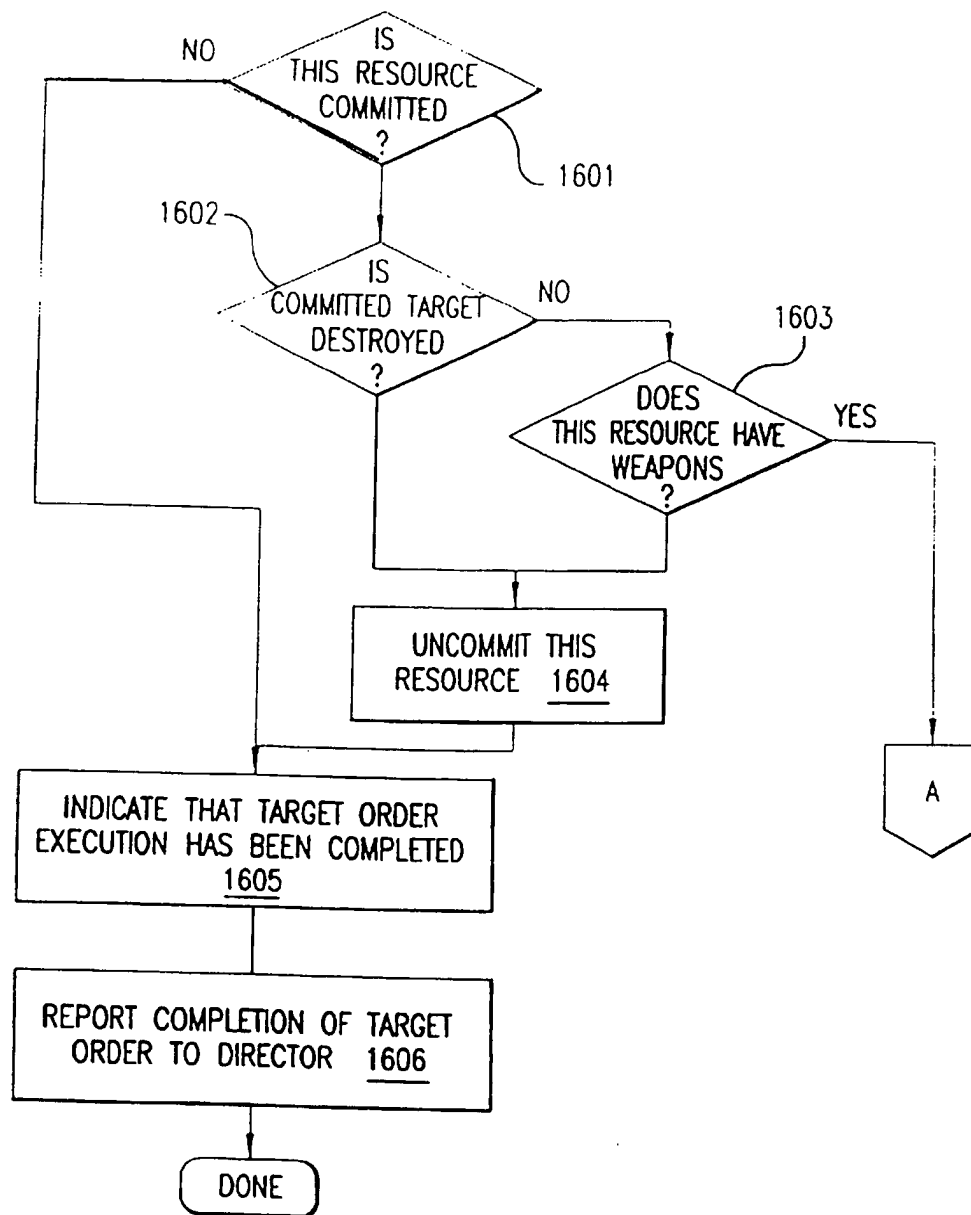 IS
THIS RESOURCE
COMMITTED
?
NO
1601
1602
IS
COMMITTED TARGET
DESTROYED
?
NO
1603
DOES
THIS RESOURCE HAVE
WEAPONS
?
YES
UNCOMMIT THIS
RESOURCE 1604
A
INDICATE THAT TARGET ORDER
EXECUTION HAS BEEN COMPLETED
1605
REPORT COMPLETION OF TARGET
ORDER TO DIRECTOR 1606
DONE